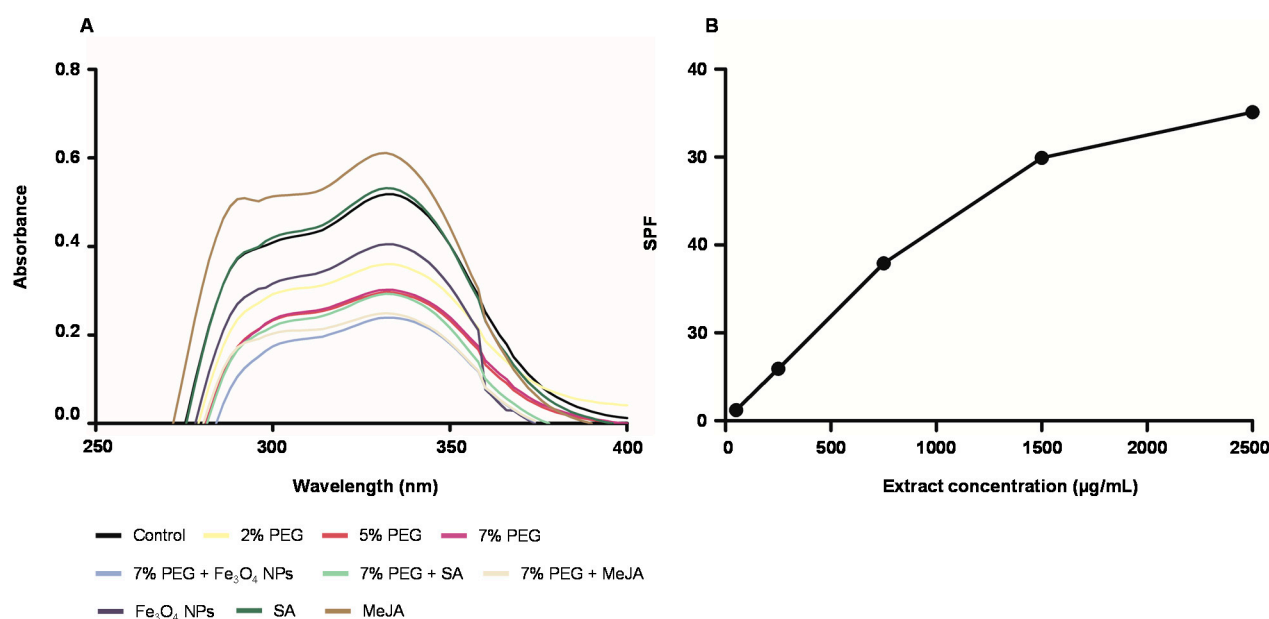 A
B
0.8
0.6
0.4
0.2
0.0
250
300
350
400
Absorbance
Wavelength (nm)
40
30
40
30
0
0
500
1000
1500
2000
2500
SPF
Extract concentration (µg/mL)
Control
2% PEG
5% PEG
7% PEG
7% PEG + Fe₃O₄ NPs
7% PEG + SA
7% PEG + MeJA
Fe₃O₄ NPs
SA
MeJA